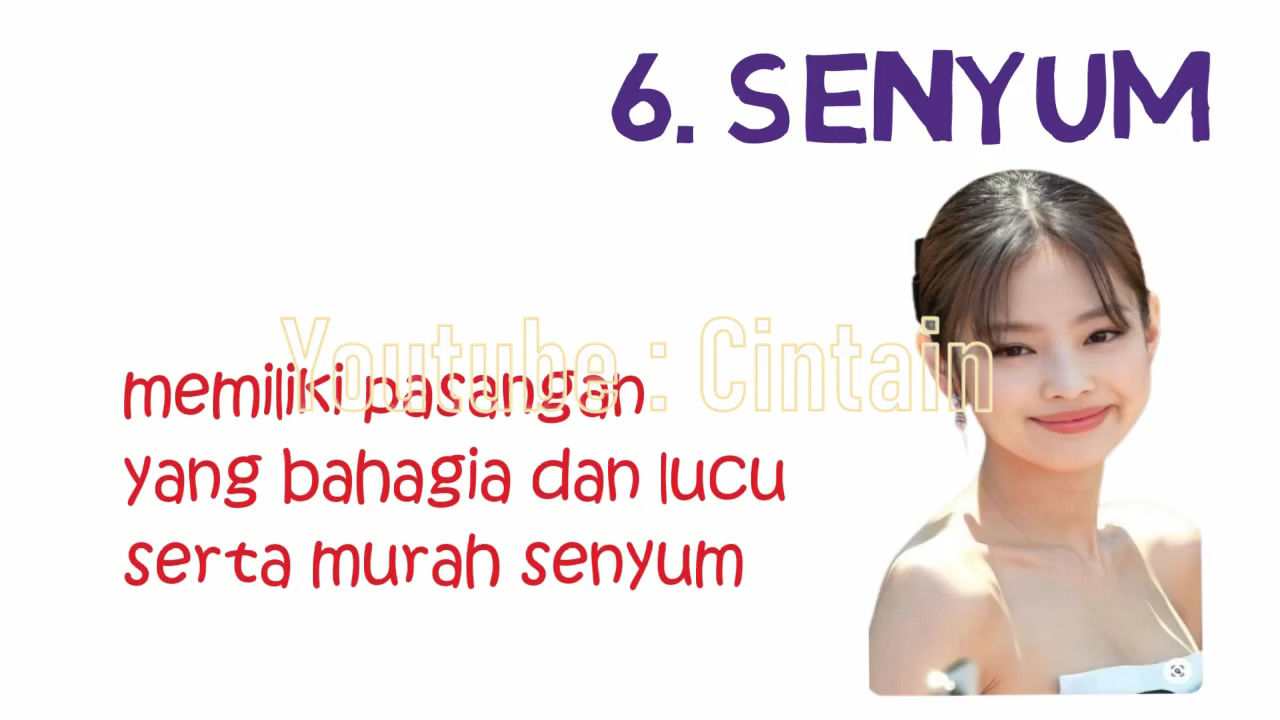 6. SENYUM
Youtube : Cintain
memiliki pasangan
yang bahagia dan lucu
serta murah senyum